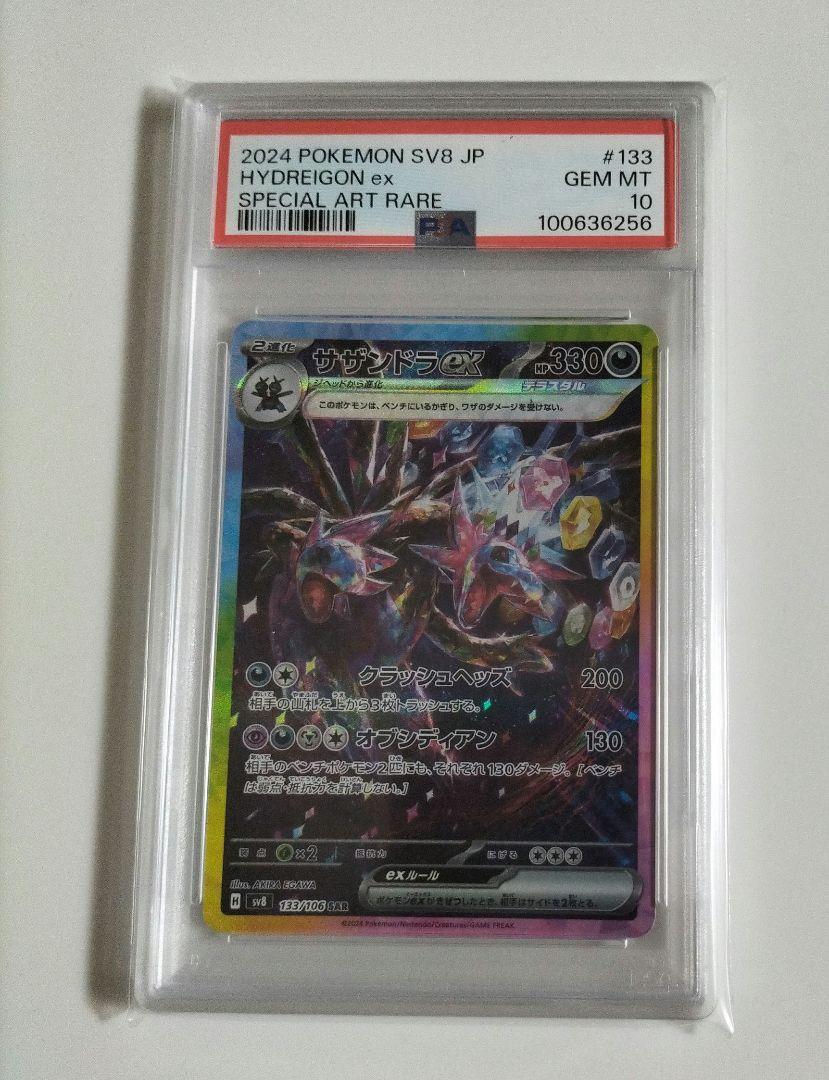 2024 POKEMON SV8 JP #133
HYDREIGON ex GEM MT
SPECIAL ART RARE 10
PSA 100636256
2進化 サザンドラex HP330
ジヘッドから進化 テラスタル
このポケモンは、ベンチにいるかぎり、ワザのダメージを受けない。
クラッシュヘッズ 200
相手の山札を上から3枚トラッシュする。
オブシディアン 130
相手のベンチポケモン2匹にも、それぞれ130ダメージ。[ベンチ
は弱点・抵抗力を計算しない。]
弱点 ×2 抵抗力 にげる
exルール
ポケモンexがきぜつしたとき、相手はサイドを2枚とる。
illus. AKIRA EGAWA
H SV8 133/106 SAR
©2024 Pokémon/Nintendo/Creatures/GAME FREAK.